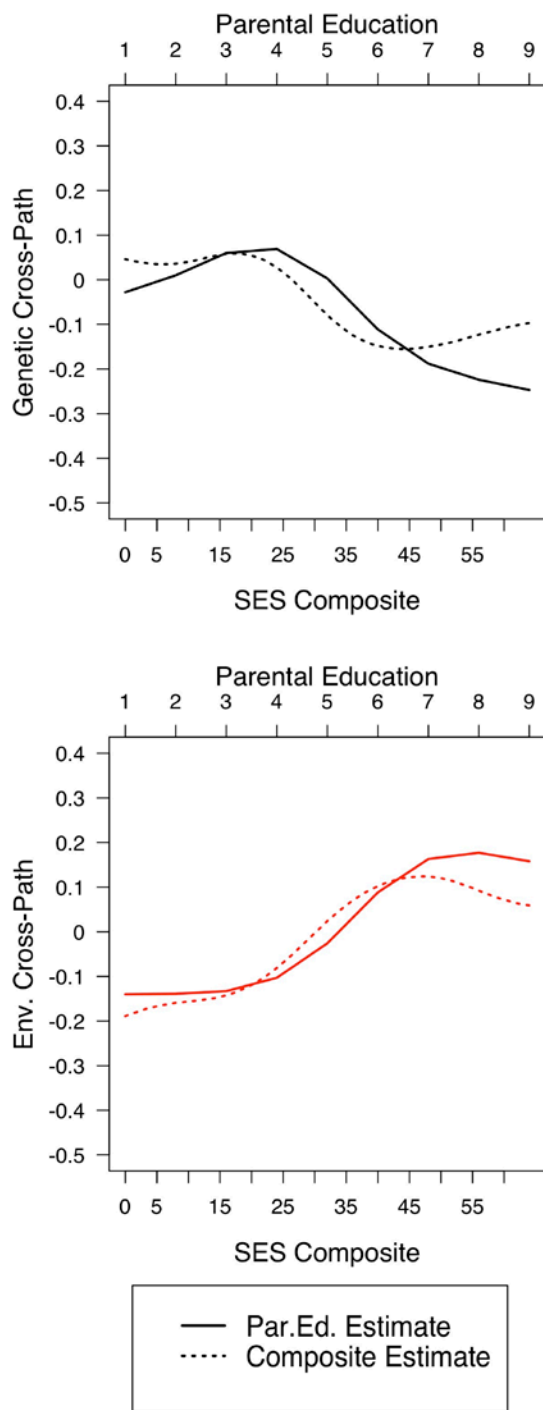 Parental Education
1 2 3 4 5 6 7 8 9
0.4
0.3
0.2
0.1
0
-0.1
-0.2
-0.3
-0.4
-0.5
Genetic Cross-Path
0 5 15 25 35 45 55
SES Composite
Parental Education
1 2 3 4 5 6 7 8 9
0.4
0.3
0.2
0.1
0
-0.1
-0.2
-0.3
-0.4
-0.5
Env. Cross-Path
0 5 15 25 35 45 55
SES Composite
Par.Ed. Estimate
Composite Estimate